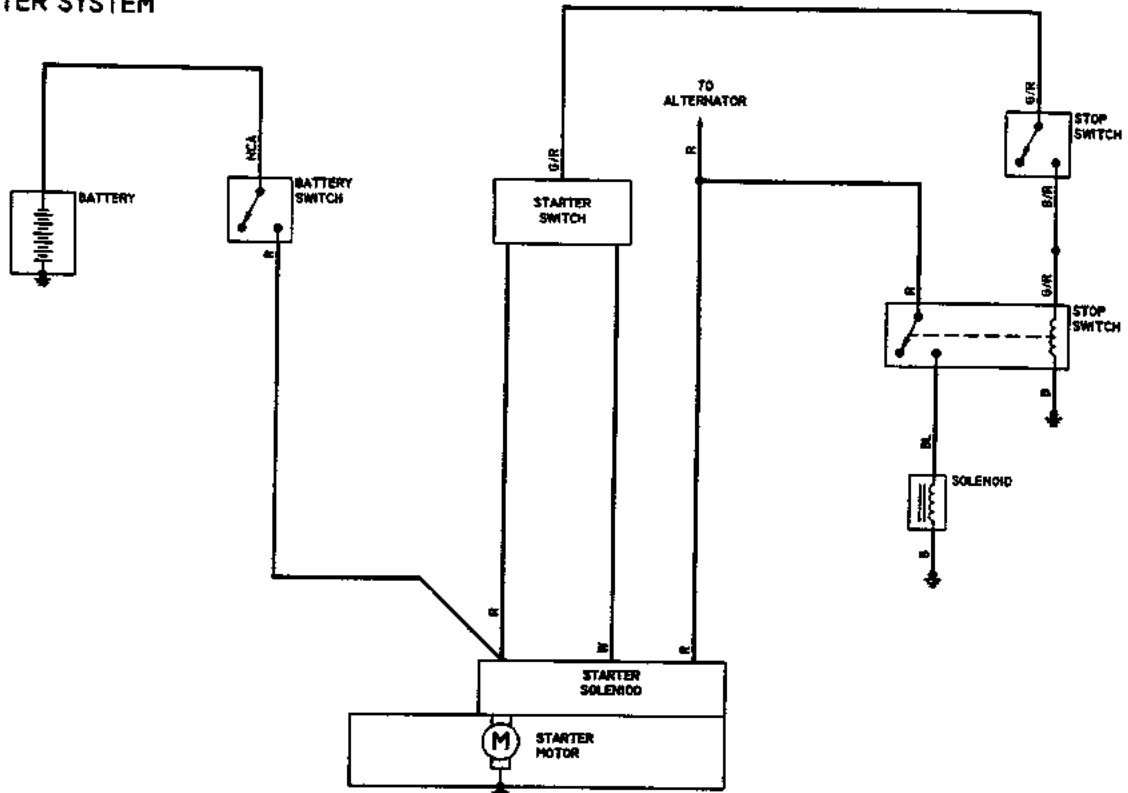 TER SYSTEM
TO
ALTERNATOR
G/R
STOP
SWITCH
NCA
G/R
R
BATTERY
BATTERY
SWITCH
STARTER
SWITCH
B/R
R
G/R
R
STOP
SWITCH
B
BL
SOLENOID
B
R
W
R
STARTER
SOLENIOD
M
STARTER
MOTOR